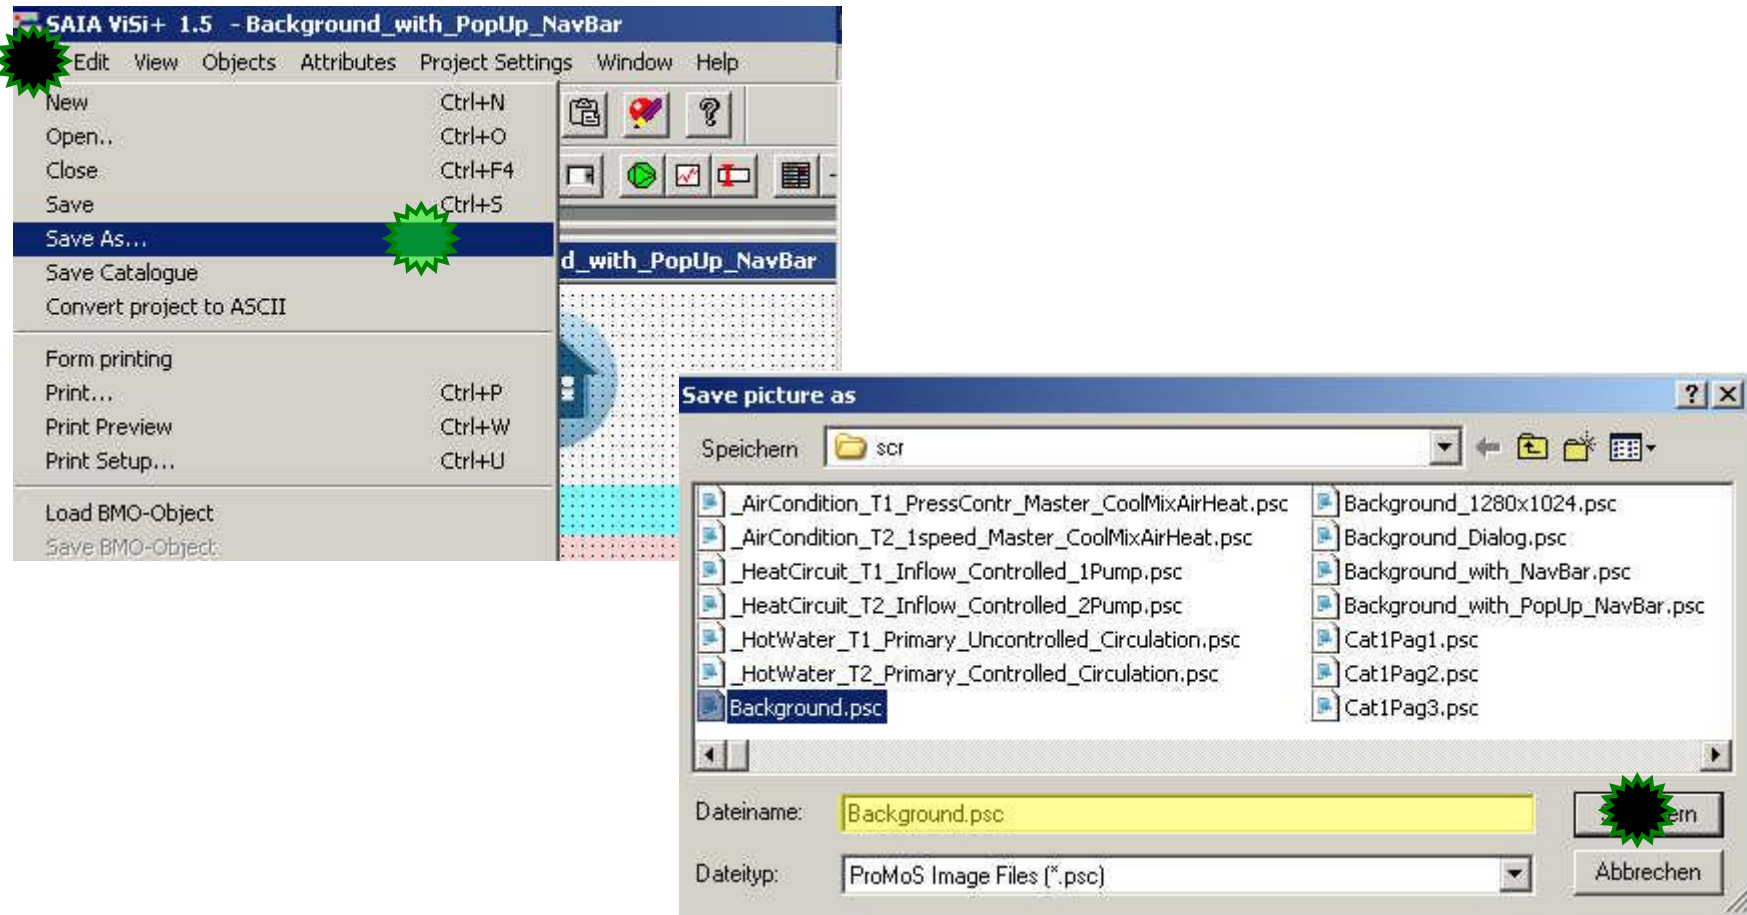 SAIA ViSi+ 1.5 - Background_with_PopUp_NavBar
Edit View Objects Attributes Project Settings Window Help
New Ctrl+N
Open.. Ctrl+O
Close Ctrl+F4
Save Ctrl+S
Save As...
Save Catalogue
Convert project to ASCII
Form printing
Print... Ctrl+P
Print Preview Ctrl+W
Print Setup... Ctrl+U
Load BMO-Object
Save BMO-Object
d_with_PopUp_NavBar
Save picture as
Speichern scr
_AirCondition_T1_PressContr_Master_CoolMixAirHeat.psc
_AirCondition_T2_1speed_Master_CoolMixAirHeat.psc
_HeatCircuit_T1_Inflow_Controlled_1Pump.psc
_HeatCircuit_T2_Inflow_Controlled_2Pump.psc
_HotWater_T1_Primary_Uncontrolled_Circulation.psc
_HotWater_T2_Primary_Controlled_Circulation.psc
Background.psc
Background_1280x1024.psc
Background_Dialog.psc
Background_with_NavBar.psc
Background_with_PopUp_NavBar.psc
Cat1Pag1.psc
Cat1Pag2.psc
Cat1Pag3.psc
Dateiname: Background.psc
Dateityp: ProMoS Image Files (*.psc)
Abbrechen